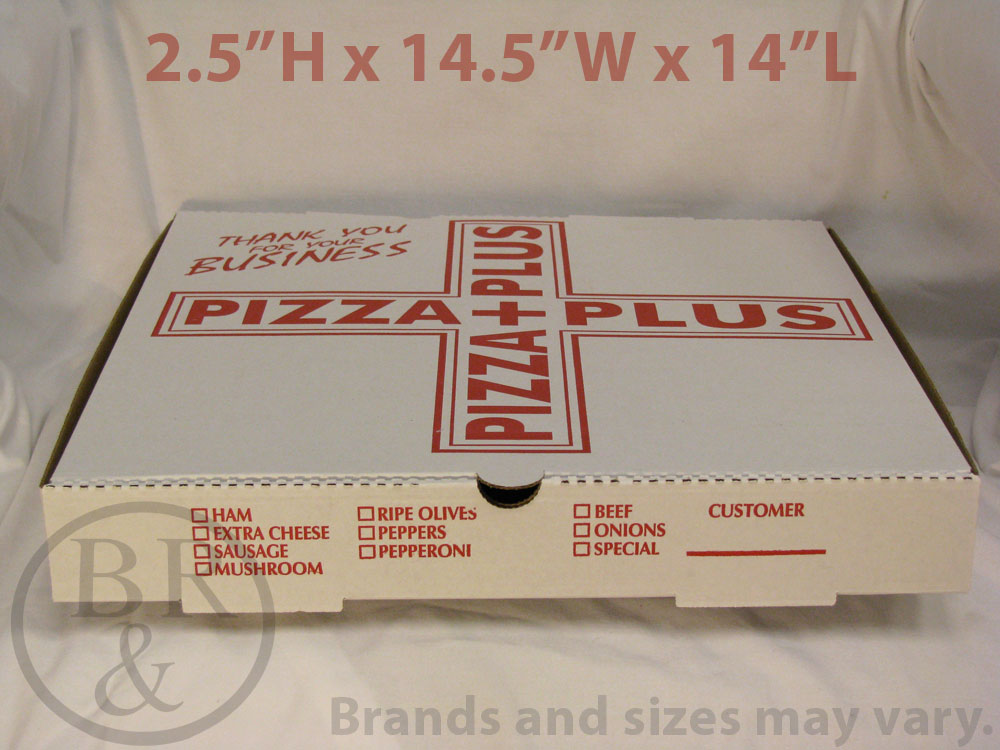 2.5”H x 14.5”W x 14”L
THANK YOU
FOR YOUR
BUSINESS
PIZZA + PLUS
PIZZA + PLUS
HAM
EXTRA CHEESE
SAUSAGE
MUSHROOM
RIPE OLIVES
PEPPERS
PEPPERONI
BEEF
ONIONS
SPECIAL
CUSTOMER
BR
&
Brands and sizes may vary.